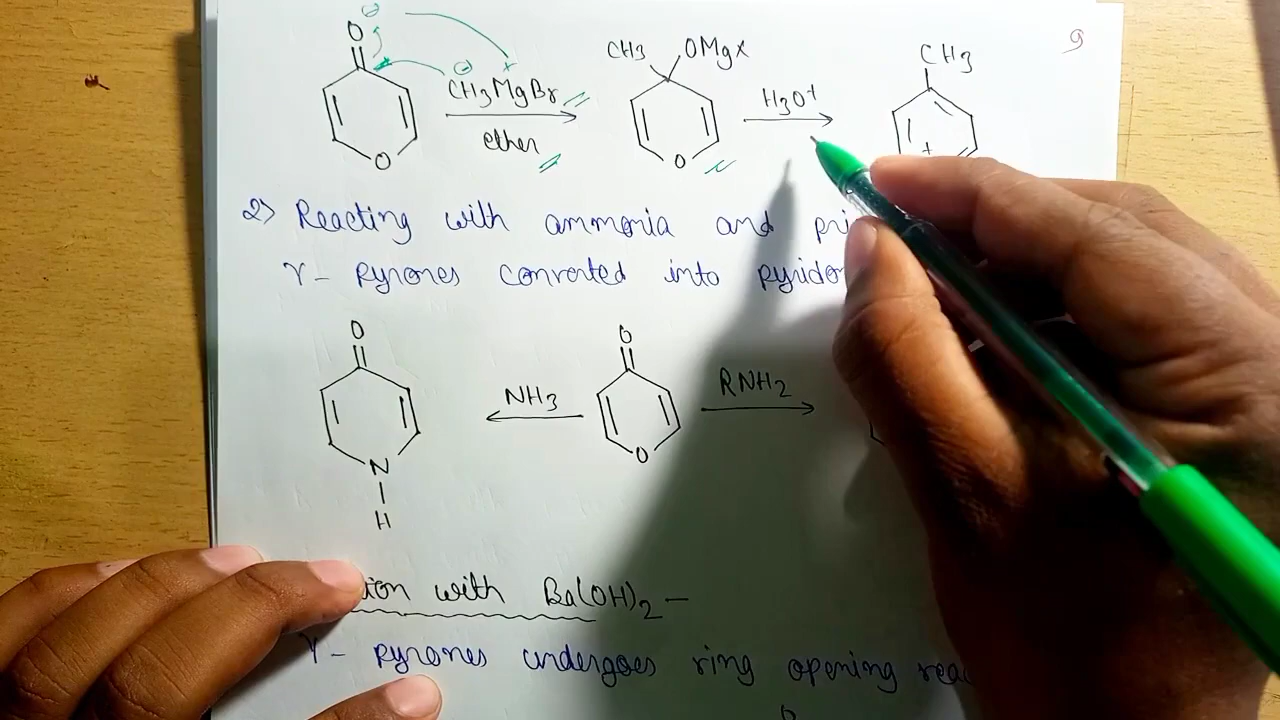 O ⊖
CH3MgBr
⊖ +
ether
O
CH3 OMgX
O
H3O+
CH3
+
9
2) Reacting with ammonia and
γ- pyrones converted into
O
N
H
NH3
O
O
RNH2
with Ba(OH)2 -
γ- pyrones undergoes ring opening